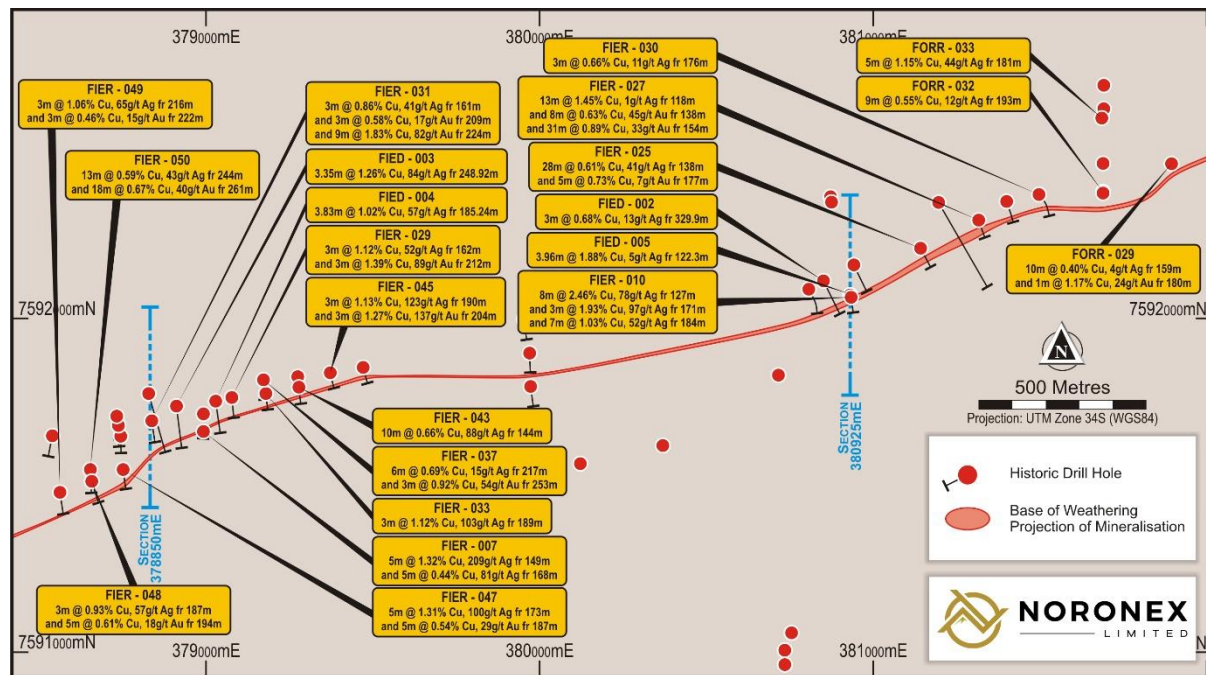 379000mE
380000mE
381000mE
FIER - 049
3m @ 1.06% Cu, 65g/t Ag fr 216m
and 3m @ 0.46% Cu, 15g/t Au fr 222m
FIER - 050
13m @ 0.59% Cu, 43g/t Ag fr 244m
and 18m @ 0.67% Cu, 40g/t Au fr 261m
FIER - 031
3m @ 0.86% Cu, 41g/t Ag fr 161m
and 3m @ 0.58% Cu, 17g/t Au fr 209m
and 9m @ 1.83% Cu, 82g/t Au fr 224m
FIED - 003
3.35m @ 1.26% Cu, 84g/t Ag fr 248.92m
FIED - 004
3.83m @ 1.02% Cu, 57g/t Ag fr 185.24m
FIER - 029
3m @ 1.12% Cu, 52g/t Ag fr 162m
and 3m @ 1.39% Cu, 89g/t Au fr 212m
FIER - 045
3m @ 1.13% Cu, 123g/t Ag fr 190m
and 3m @ 1.27% Cu, 137g/t Au fr 204m
FIER - 030
3m @ 0.66% Cu, 11g/t Ag 176m
FIER - 027
13m @ 1.45% Cu, 1g/t Ag fr 118m
and 8m @ 0.63% Cu, 45g/t Au fr 138m
and 31m @ 0.89% Cu, 33g/t Au fr 154m
FIER - 025
28m @ 0.61% Cu, 41g/t Ag fr 138m
and 5m @ 0.73% Cu, 7g/t Au fr 177m
FIED - 002
3m @ 0.68% Cu, 13g/t Ag fr 329.9m
FIED - 005
3.96m @ 1.88% Cu, 5g/t Ag fr 122.3m
FIER - 010
8m @ 2.46% Cu, 78g/t Ag fr 127m
and 3m @ 1.93% Cu, 97g/t Ag fr 171m
and 7m @ 1.03% Cu, 52g/t Ag fr 184m
FORR - 033
5m @ 1.15% Cu, 44g/t Ag fr 181m
FORR - 032
9m @ 0.55% Cu, 12g/t Ag fr 193m
FORR - 029
10m @ 0.40% Cu, 4g/t Ag fr 159m
and 1m @ 1.17% Cu, 24g/t Au fr 180m
7592000mN
7592000mN
N
500 Metres
Projection: UTM Zone 34S (WGS84)
SECTION
380925mE
SECTION
378850mE
FIER - 043
10m @ 0.66% Cu, 88g/t Ag fr 144m
FIER - 037
6m @ 0.69% Cu, 15g/t Ag fr 217m
and 3m @ 0.92% Cu, 54g/t Au fr 253m
FIER - 033
3m @ 1.12% Cu, 103g/t Ag fr 189m
FIER - 007
5m @ 1.32% Cu, 209g/t Ag fr 149m
and 5m @ 0.44% Cu, 81g/t Ag fr 168m
FIER - 047
5m @ 1.31% Cu, 100g/t Ag fr 173m
and 5m @ 0.54% Cu, 29g/t Au fr 187m
FIER - 048
3m @ 0.93% Cu, 57g/t Ag fr 187m
and 5m @ 0.61% Cu, 18g/t Au fr 194m
Historic Drill Hole
Base of Weathering
Projection of Mineralisation
NORONEX
LIMITED
7591000mN
379000mE
380000mE
381000mE